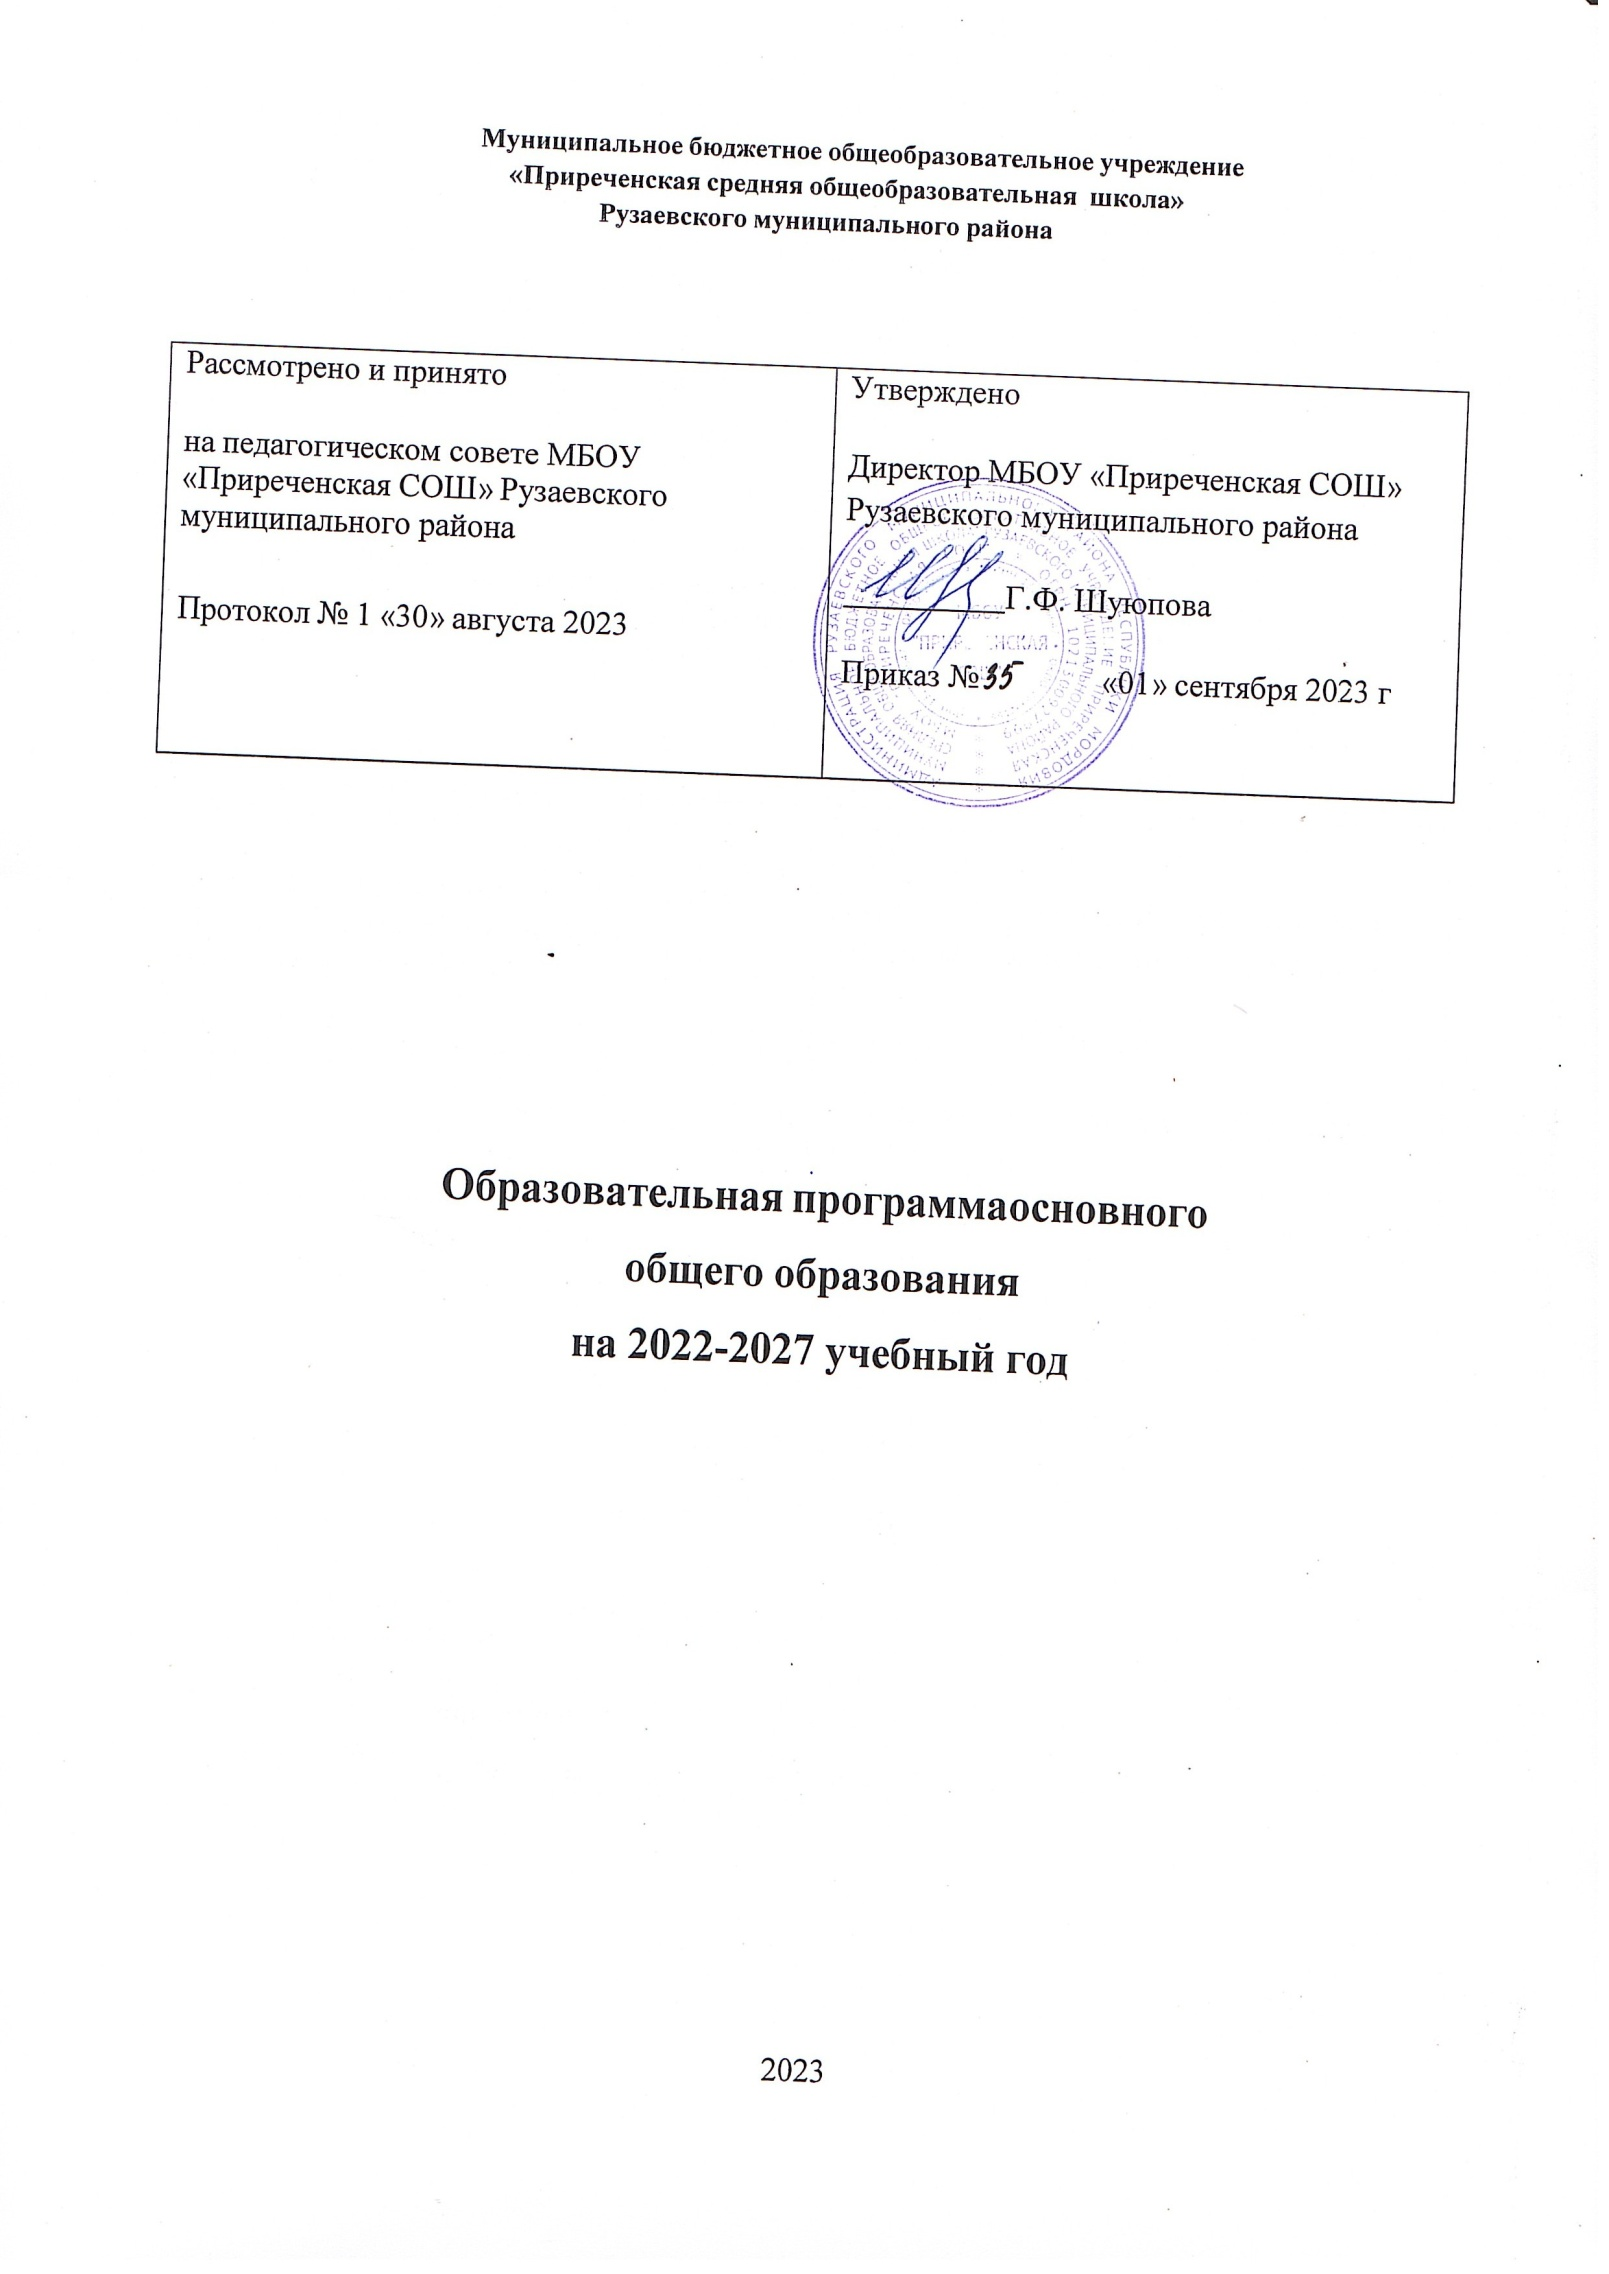 Муниципальное бюджетное общеобразовательное учреждение
«Приреченская средняя общеобразовательная школа»
Рузаевского муниципального района
Рассмотрено и принято
на педагогическом совете МБОУ
«Приреченская СОШ» Рузаевского
муниципального района
Протокол № 1 «30» августа 2023
Утверждено
Директор МБОУ «Приреченская СОШ»
Рузаевского муниципального района
Г.Ф. Шуюпова
Приказ №35 «01» сентября 2023 г
Образовательная программаосновного
общего образования
на 2022-2027 учебный год
2023